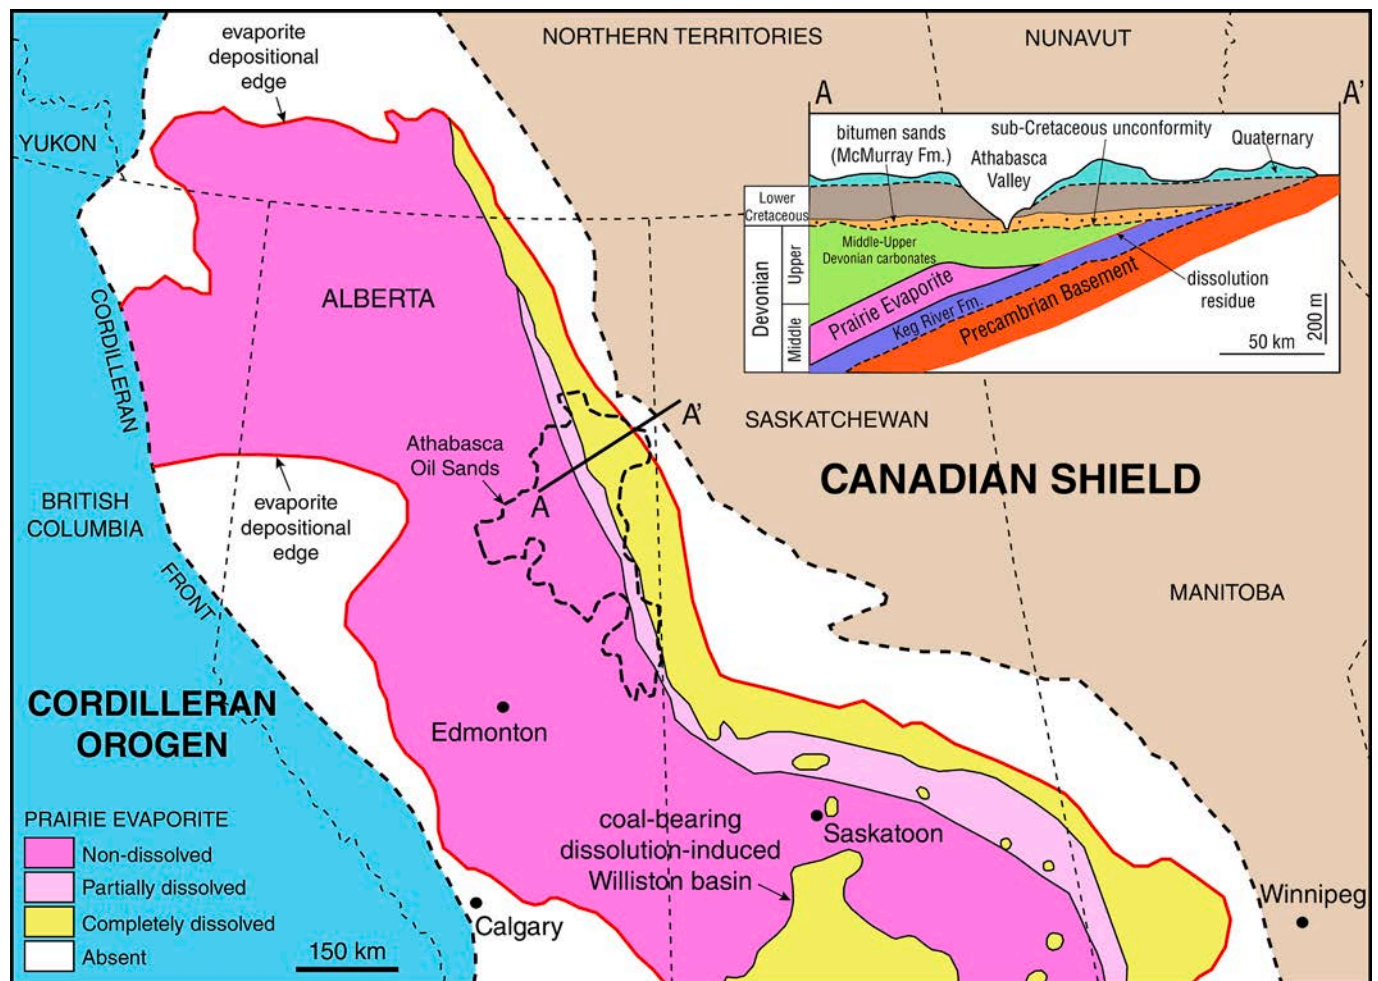 evaporite
depositional
edge
NORTHERN TERRITORIES
NUNAVUT
YUKON
A
A'
bitumen sands
(McMurray Fm.)
sub-Cretaceous unconformity
Athabasca
Valley
Quaternary
Lower
Cretaceous
Devonian
Upper
Middle
Middle-Upper
Devonian carbonates
Prairie Evaporite
Keg River Fm.
Precambrian Basement
dissolution
residue
200 m
50 km
ALBERTA
CORDILLERAN
FRONT
A'
SASKATCHEWAN
Athabasca
Oil Sands
A
CANADIAN SHIELD
BRITISH
COLUMBIA
evaporite
depositional
edge
MANITOBA
CORDILLERAN
OROGEN
Edmonton
PRAIRIE EVAPORITE
Non-dissolved
Partially dissolved
Completely dissolved
Absent
150 km
coal-bearing
dissolution-induced
Williston basin
Saskatoon
Calgary
Winnipeg